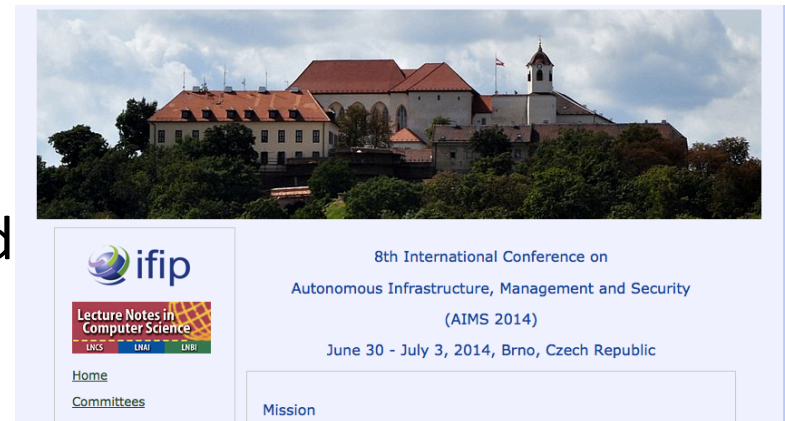 d
ifip
Lecture Notes in
Computer Science
LNCS LNAI LNBI
Home
Committees
8th International Conference on
Autonomous Infrastructure, Management and Security
(AIMS 2014)
June 30 - July 3, 2014, Brno, Czech Republic
Mission